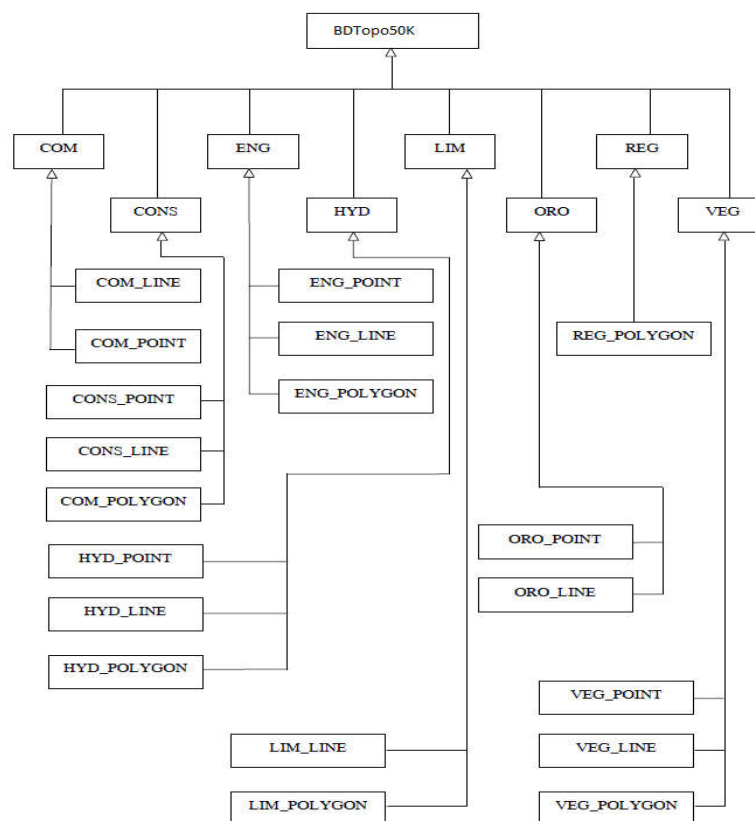 BDTopo50K
COM
ENG
LIM
REG
CONS
HYD
ORO
VEG
COM_LINE
ENG_POINT
COM_POINT
ENG_LINE
REG_POLYGON
CONS_POINT
ENG_POLYGON
CONS_LINE
COM_POLYGON
HYD_POINT
ORO_POINT
HYD_LINE
ORO_LINE
HYD_POLYGON
VEG_POINT
LIM_LINE
VEG_LINE
LIM_POLYGON
VEG_POLYGON